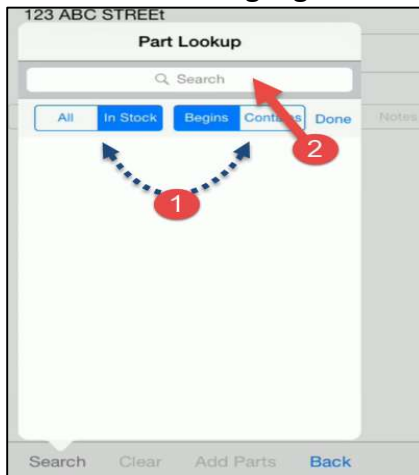 123 ABC STREEt
Part Lookup
Search
All In Stock Begins Contains Done Notes
1 2
Search Clear Add Parts Back